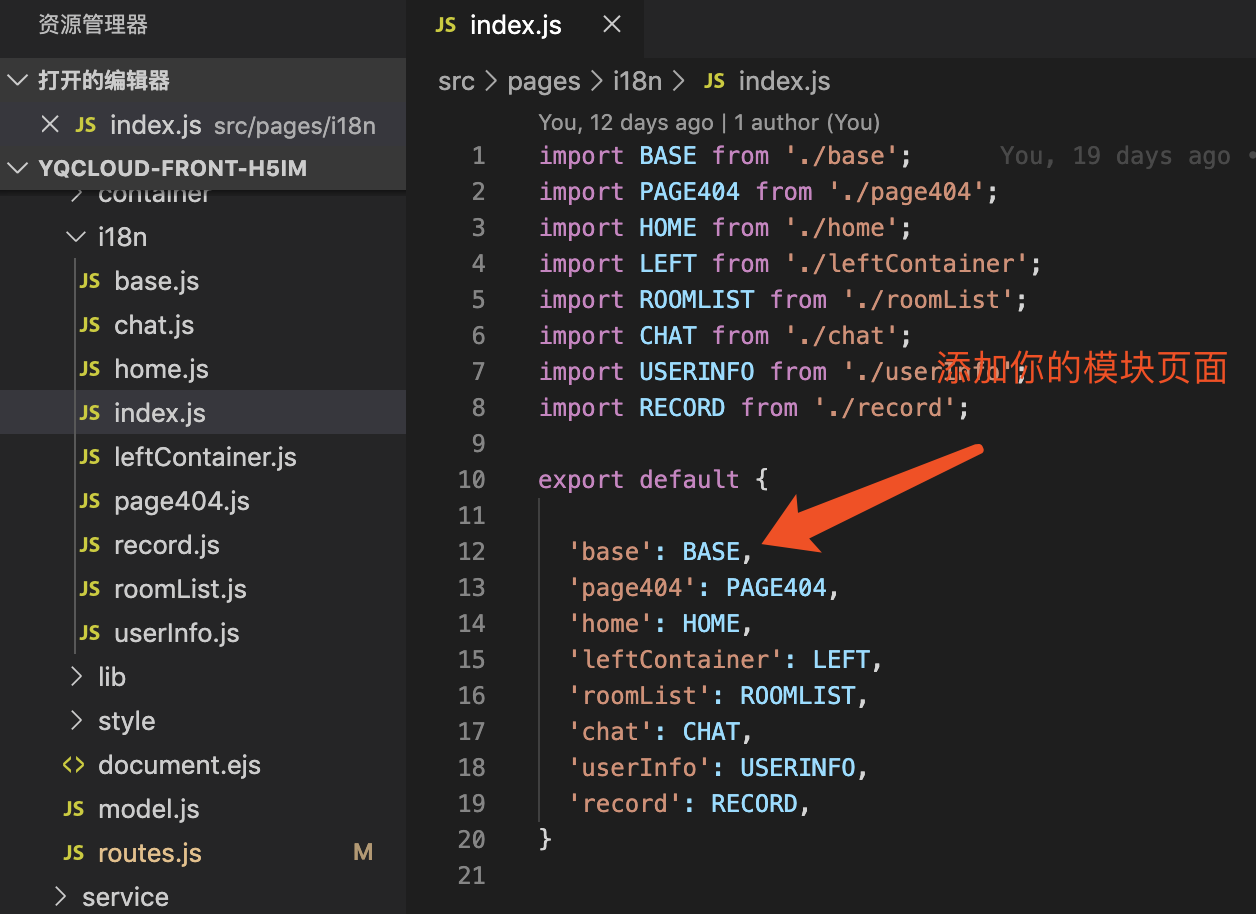 资源管理器
打开的编辑器
JS index.js src/pages/i18n
YQCLOUD-FRONT-H5IM
container
i18n
JS base.js
JS chat.js
JS home.js
JS index.js
JS leftContainer.js
JS page404.js
JS record.js
JS roomList.js
JS userInfo.js
lib
style
<> document.ejs
JS model.js
JS routes.js M
service
JS index.js
src > pages > i18n > JS index.js
You, 12 days ago | 1 author (You)
1 import BASE from './base'; You, 19 days ago •
2 import PAGE404 from './page404';
3 import HOME from './home';
4 import LEFT from './leftContainer';
5 import ROOMLIST from './roomList';
6 import CHAT from './chat';
7 import USERINFO from './userInfo';
添加你的模块页面
8 import RECORD from './record';
9
10 export default {
11
12 'base': BASE,
13 'page404': PAGE404,
14 'home': HOME,
15 'leftContainer': LEFT,
16 'roomList': ROOMLIST,
17 'chat': CHAT,
18 'userInfo': USERINFO,
19 'record': RECORD,
20 }
21